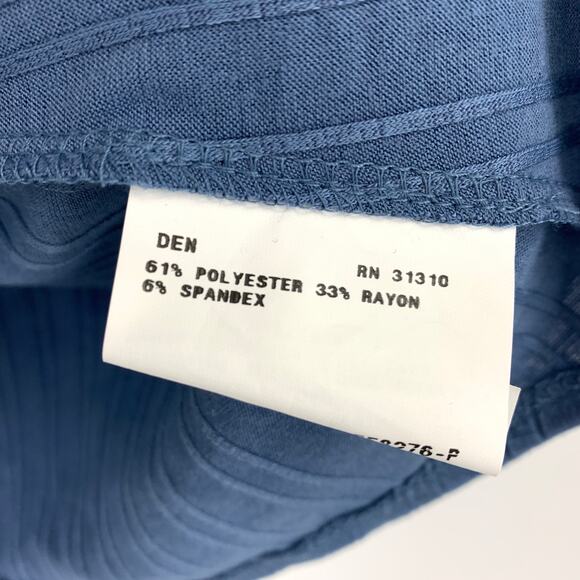 DEN RN 31310
61% POLYESTER 33% RAYON
6% SPANDEX